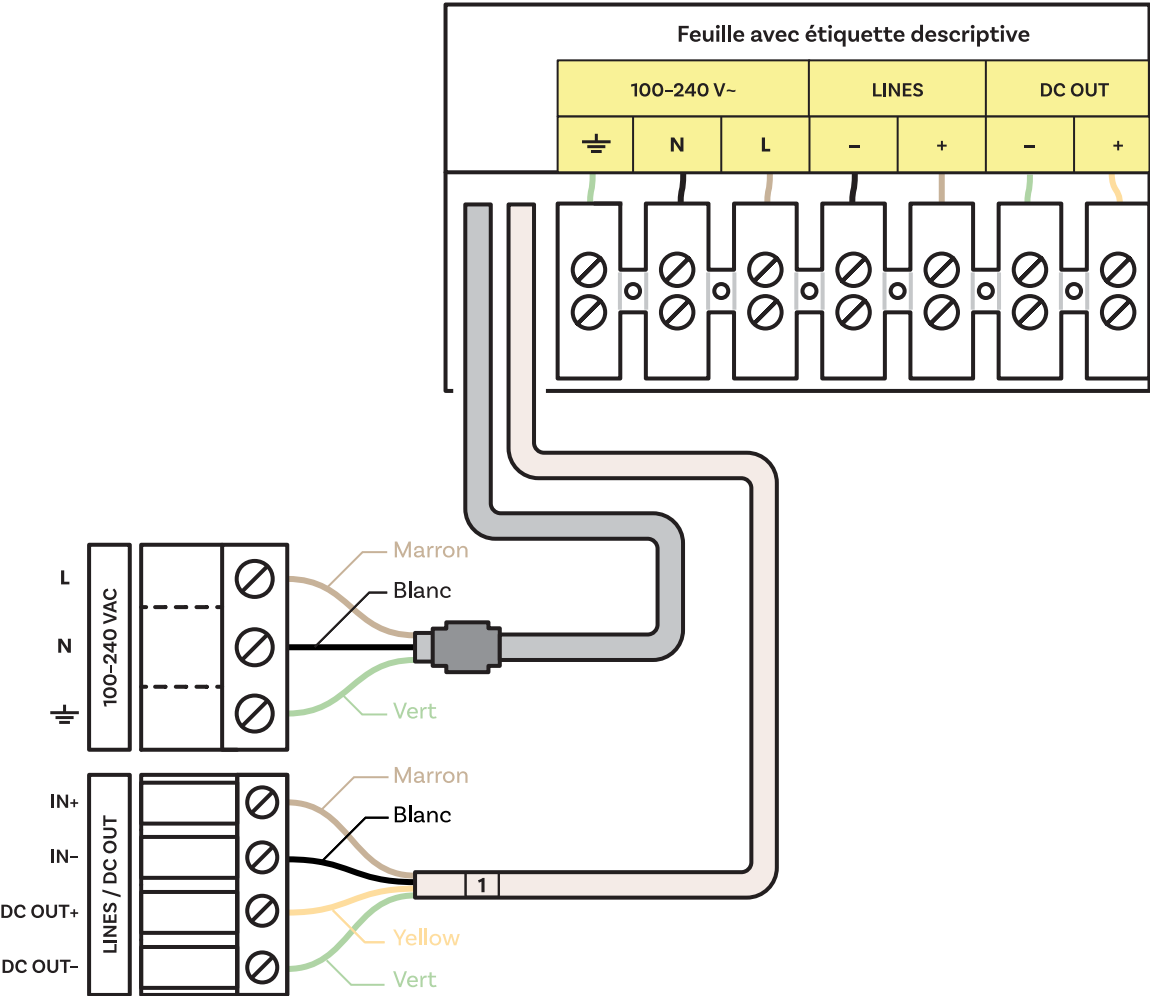 Feuille avec étiquette descriptive
100–240 V~ LINES DC OUT
N L – + – +
Marron
L
Blanc
100–240 VAC
N
Vert
Marron
IN+
Blanc
IN–
LINES / DC OUT
1
DC OUT+
Yellow
DC OUT–
Vert